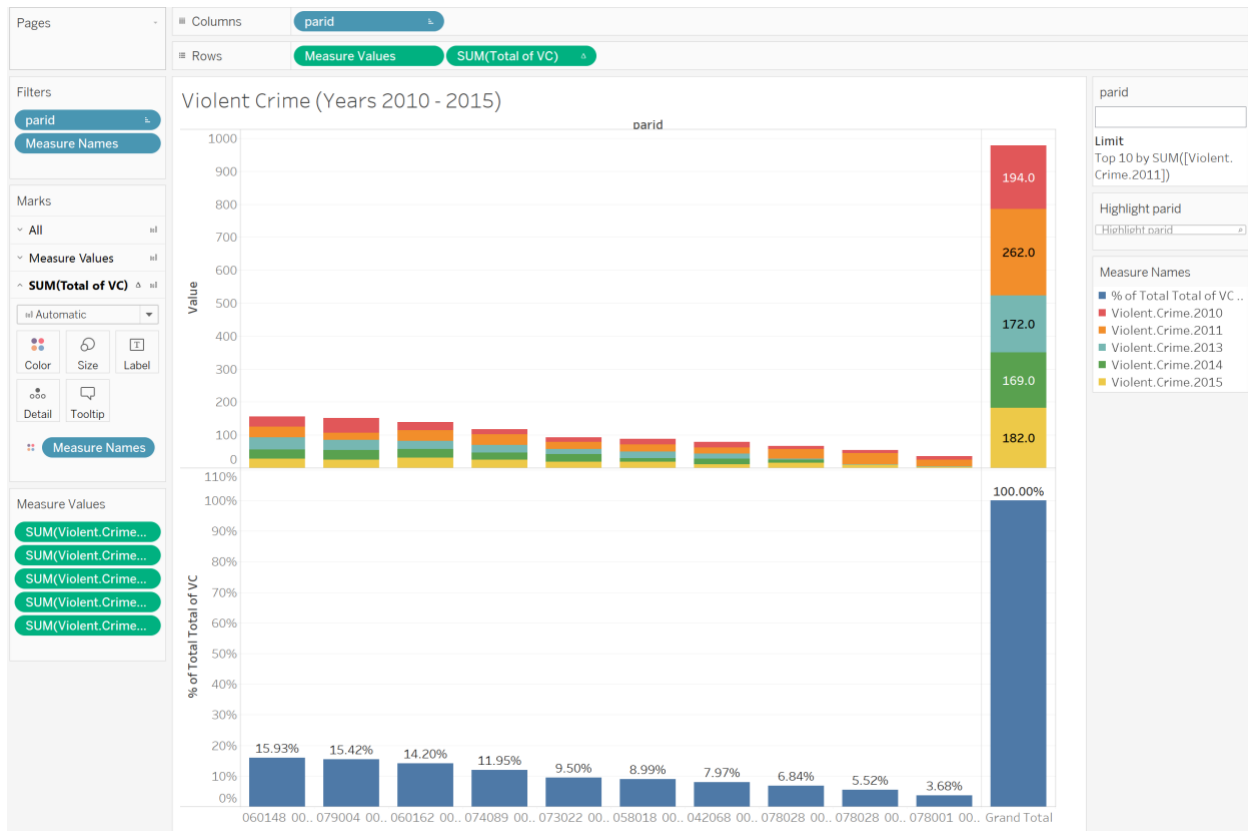 Pages
Columns
parid
Rows
Measure Values
SUM(Total of VC)
Filters
parid
Measure Names
Marks
All
Measure Values
SUM(Total of VC)
Automatic
Color
Size
Label
Detail
Tooltip
Measure Names
Measure Values
SUM(Violent.Crime...
SUM(Violent.Crime...
SUM(Violent.Crime...
SUM(Violent.Crime...
SUM(Violent.Crime...
Violent Crime (Years 2010 - 2015)
parid
Value
1000
900
800
700
600
500
400
300
200
100
0
194.0
262.0
172.0
169.0
182.0
% of Total Total of VC
110%
100%
90%
80%
70%
60%
50%
40%
30%
20%
10%
0%
15.93%
15.42%
14.20%
11.95%
9.50%
8.99%
7.97%
6.84%
5.52%
3.68%
100.00%
060148 00.. 079004 00.. 060162 00.. 074089 00.. 073022 00.. 058018 00.. 042068 00.. 078028 00.. 078028 00.. 078001 00.. Grand Total
parid
Limit
Top 10 by SUM([Violent.
Crime.2011])
Highlight parid
Highlight parid
Measure Names
% of Total Total of VC ..
Violent.Crime.2010
Violent.Crime.2011
Violent.Crime.2013
Violent.Crime.2014
Violent.Crime.2015